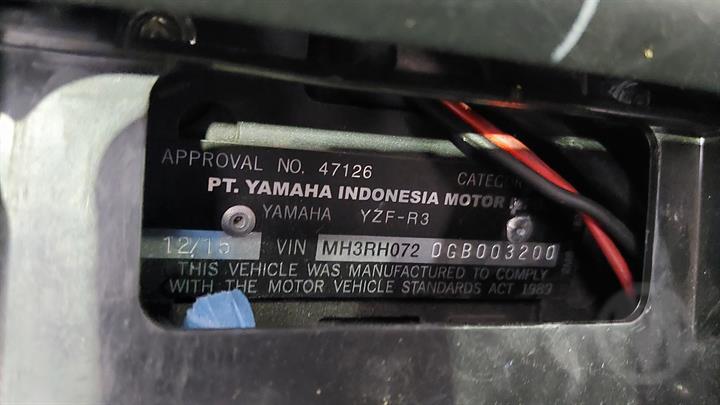 APPROVAL NO. 47126 CATEGOR
PT. YAMAHA INDONESIA MOTOR
YAMAHA YZF-R3
12/15 VIN MH3RH072 0GB003200
THIS VEHICLE WAS MANUFACTURED TO COMPLY
WITH THE MOTOR VEHICLE STANDARDS ACT 1989